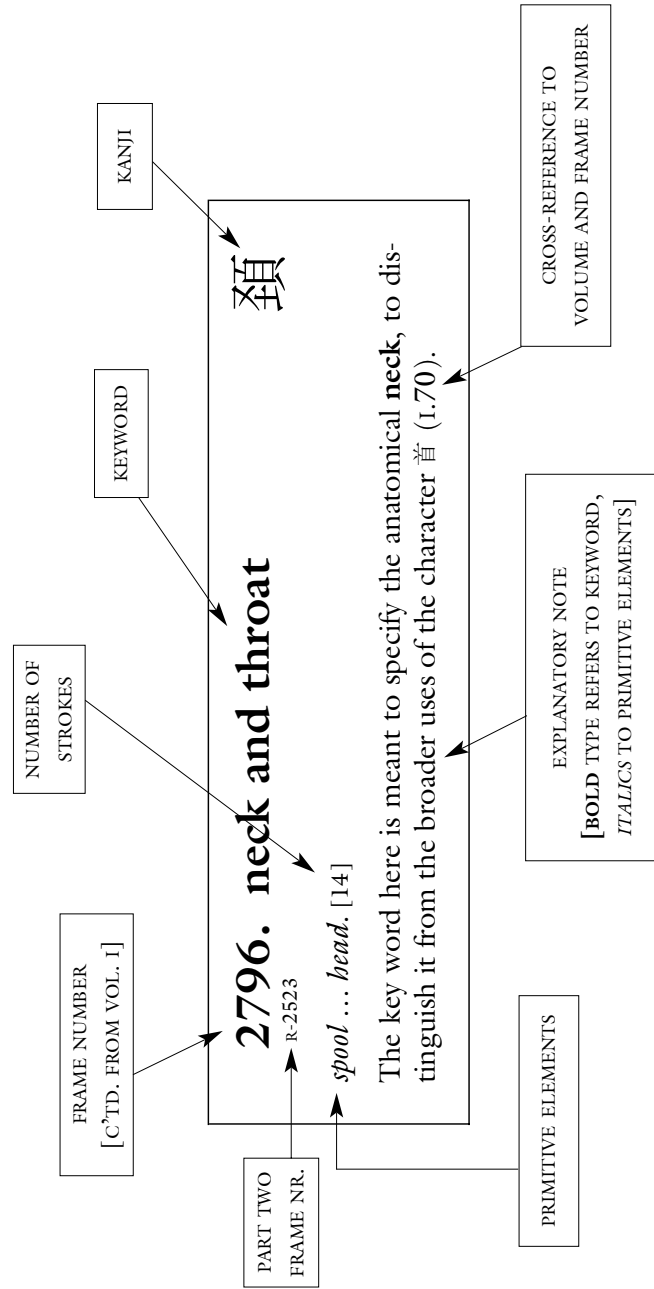 FRAME NUMBER
[C’TD. FROM VOL. I]
NUMBER OF
STROKES
KEYWORD
KANJI
PART TWO
FRAME NR.
2796. neck and throat 頚
R-2523
spool ... head. [14]
The key word here is meant to specify the anatomical neck, to dis-
tinguish it from the broader uses of the character 首 (I.70).
PRIMITIVE ELEMENTS
EXPLANATORY NOTE
[BOLD TYPE REFERS TO KEYWORD,
ITALICS TO PRIMITIVE ELEMENTS]
CROSS-REFERENCE TO
VOLUME AND FRAME NUMBER